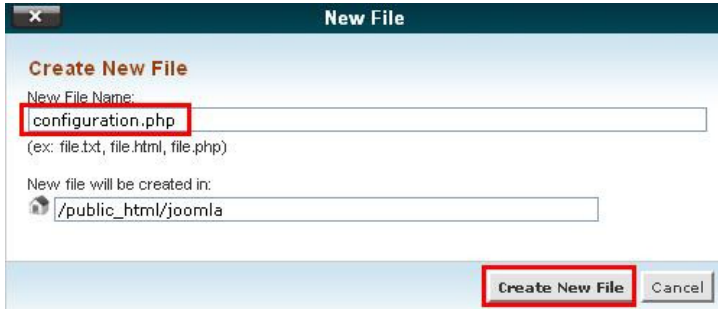 New File
Create New File
New File Name:
configuration.php
(ex: file.txt, file.html, file.php)
New file will be created in:
/public_html/joomla
Create New File Cancel